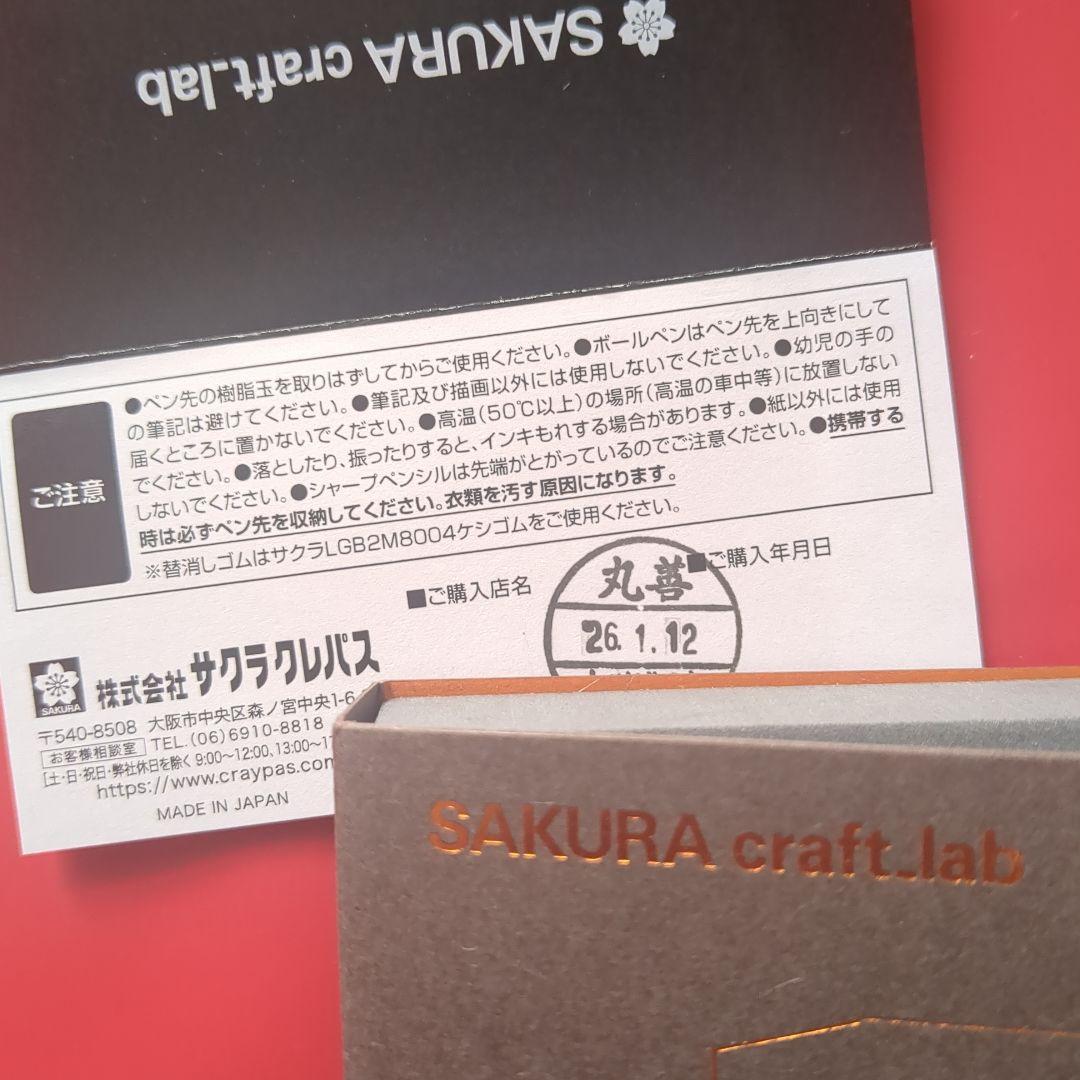 SAKURA craft_lab
ご注意
●ペン先の樹脂玉を取りはずしてからご使用ください。●ボールペンはペン先を上向きにして
の筆記は避けてください。●筆記及び描画以外には使用しないでください。●幼児の手の
届くところに置かないでください。●高温(50℃以上)の場所(高温の車中等)に放置しない
でください。●落としたり、振ったりすると、インキもれする場合があります。●紙以外には使用
しないでください。●シャープペンシルは先端がとがっているのでご注意ください。●携帯する
時は必ずペン先を収納してください。衣類を汚す原因になります。
※替消しゴムはサクラLGB2M8004ケシゴムをご使用ください。
■ご購入店名
■ご購入年月日
丸善
26.1.12
SAKURA
株式会社サクラクレパス
〒540-8508 大阪市中央区森ノ宮中央1-6
TEL.(06)6910-8818
お客様相談室
[土・日・祝日・弊社休日を除く 9:00〜12:00、13:00〜1
https://www.craypas.com
MADE IN JAPAN
SAKURA craft_lab